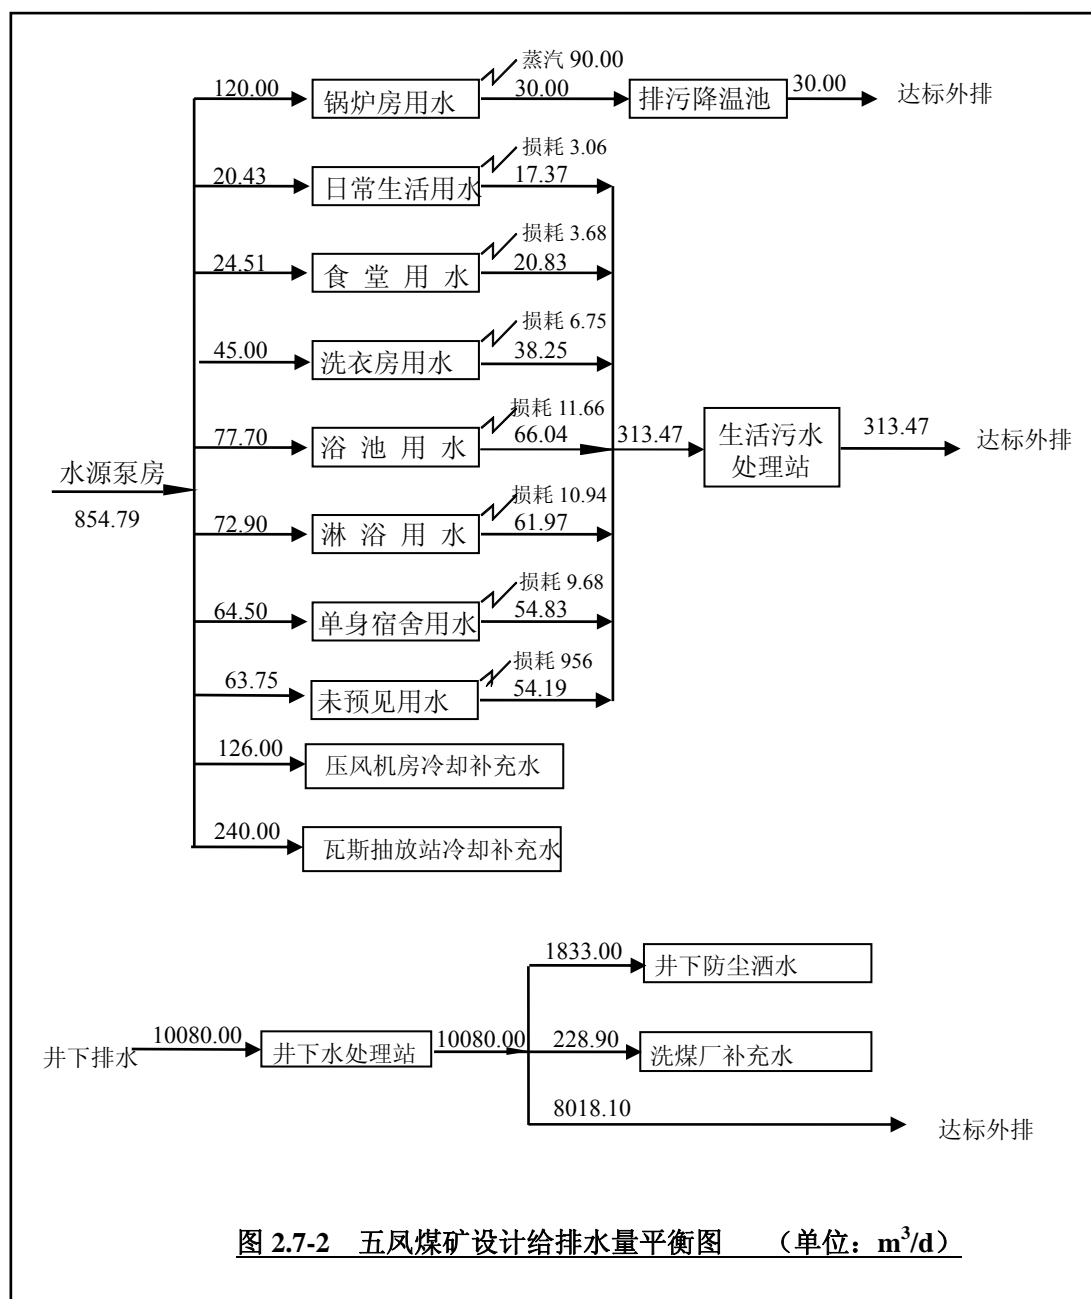 蒸汽 90.00
120.00 锅炉房用水 30.00 排污降温池 30.00 达标外排
损耗 3.06
20.43 日常生活用水 17.37
损耗 3.68
24.51 食 堂 用 水 20.83
损耗 6.75
45.00 洗衣房用水 38.25
损耗 11.66
77.70 浴 池 用 水 66.04 313.47 生活污水 处理站 313.47 达标外排
水源泵房
854.79
损耗 10.94
72.90 淋 浴 用 水 61.97
损耗 9.68
64.50 单身宿舍用水 54.83
损耗 956
63.75 未预见用水 54.19
126.00 压风机房冷却补充水
240.00 瓦斯抽放站冷却补充水
1833.00 井下防尘洒水
井下排水 10080.00 井下水处理站 10080.00 228.90 洗煤厂补充水
8018.10 达标外排
图 2.7-2 五凤煤矿设计给排水量平衡图 （单位：m³/d）